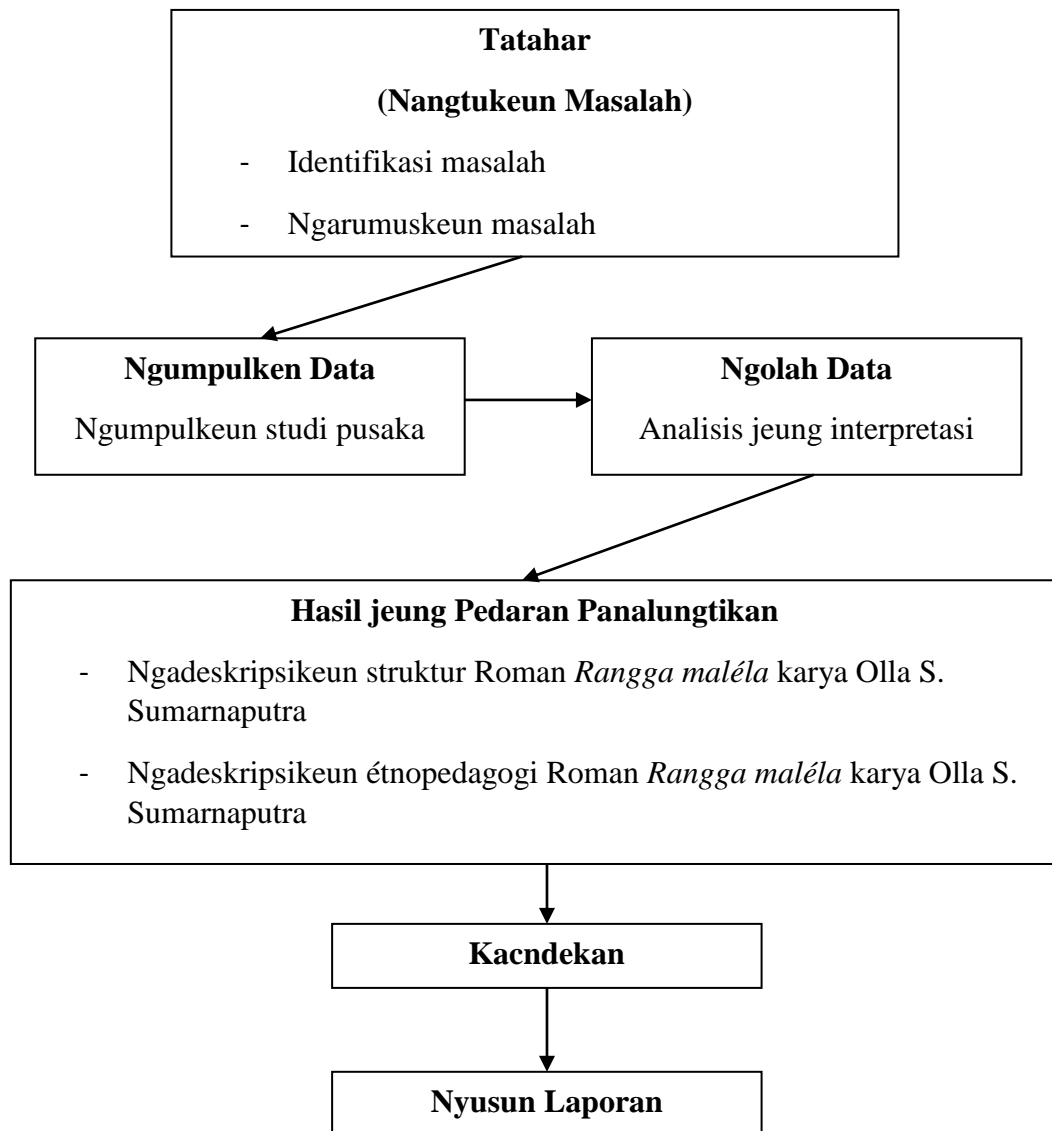 Tatahar
(Nangtukeun Masalah)
- Identifikasi masalah
- Ngarumuskeun masalah
Ngumpulken Data
Ngumpulkeun studi pusaka
Ngolah Data
Analisis jeung interpretasi
Hasil jeung Pedaran Panalungtikan
- Ngadeskripsikeun struktur Roman Rangga maléla karya Olla S.
Sumarnaputra
- Ngadeskripsikeun étnopedagogi Roman Rangga maléla karya Olla S.
Sumarnaputra
Kacndekan
Nyusun Laporan